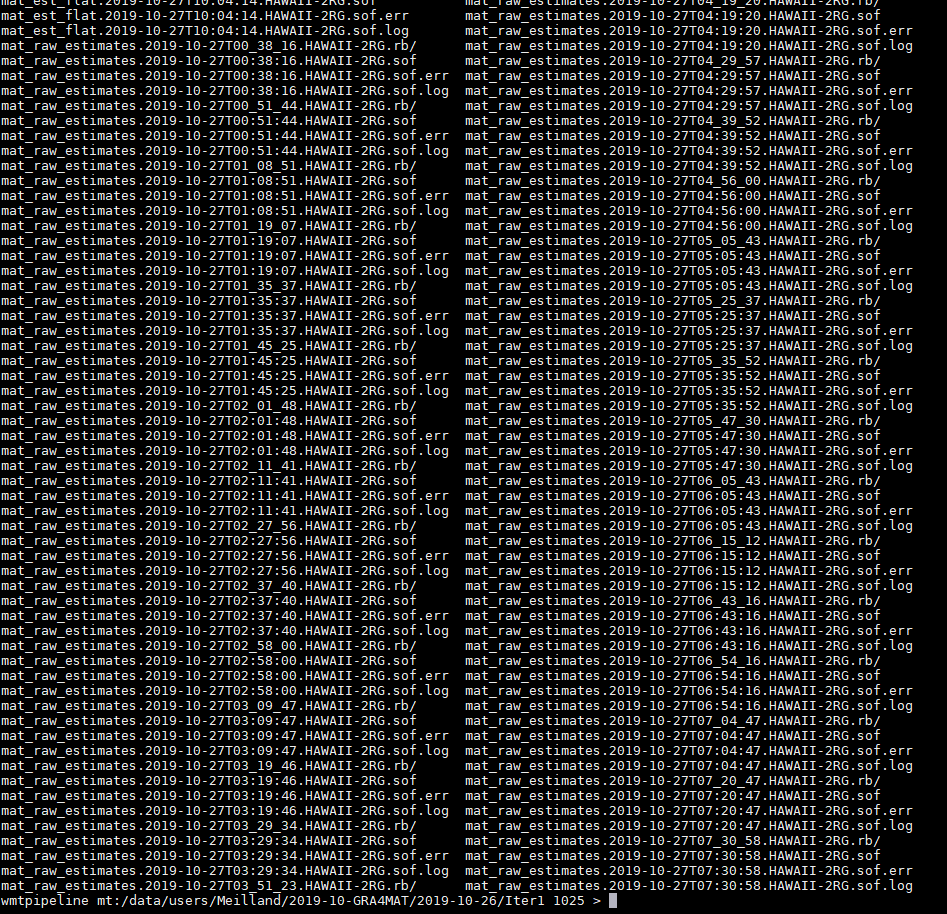 mat_est_flat.2019-10-27T10:04:14.HAWAII-2RG.sof
mat_est_flat.2019-10-27T10:04:14.HAWAII-2RG.sof.err
mat_est_flat.2019-10-27T10:04:14.HAWAII-2RG.sof.log
mat_raw_estimates.2019-10-27T00_38_16.HAWAII-2RG.rb/
mat_raw_estimates.2019-10-27T00:38:16.HAWAII-2RG.sof
mat_raw_estimates.2019-10-27T00:38:16.HAWAII-2RG.sof.err
mat_raw_estimates.2019-10-27T00:38:16.HAWAII-2RG.sof.log
mat_raw_estimates.2019-10-27T00_51_44.HAWAII-2RG.rb/
mat_raw_estimates.2019-10-27T00:51:44.HAWAII-2RG.sof
mat_raw_estimates.2019-10-27T00:51:44.HAWAII-2RG.sof.err
mat_raw_estimates.2019-10-27T00:51:44.HAWAII-2RG.sof.log
mat_raw_estimates.2019-10-27T01_08_51.HAWAII-2RG.rb/
mat_raw_estimates.2019-10-27T01:08:51.HAWAII-2RG.sof
mat_raw_estimates.2019-10-27T01:08:51.HAWAII-2RG.sof.err
mat_raw_estimates.2019-10-27T01:08:51.HAWAII-2RG.sof.log
mat_raw_estimates.2019-10-27T01_19_07.HAWAII-2RG.rb/
mat_raw_estimates.2019-10-27T01:19:07.HAWAII-2RG.sof
mat_raw_estimates.2019-10-27T01:19:07.HAWAII-2RG.sof.err
mat_raw_estimates.2019-10-27T01:19:07.HAWAII-2RG.sof.log
mat_raw_estimates.2019-10-27T01_35_37.HAWAII-2RG.rb/
mat_raw_estimates.2019-10-27T01:35:37.HAWAII-2RG.sof
mat_raw_estimates.2019-10-27T01:35:37.HAWAII-2RG.sof.err
mat_raw_estimates.2019-10-27T01:35:37.HAWAII-2RG.sof.log
mat_raw_estimates.2019-10-27T01_45_25.HAWAII-2RG.rb/
mat_raw_estimates.2019-10-27T01:45:25.HAWAII-2RG.sof
mat_raw_estimates.2019-10-27T01:45:25.HAWAII-2RG.sof.err
mat_raw_estimates.2019-10-27T01:45:25.HAWAII-2RG.sof.log
mat_raw_estimates.2019-10-27T02_01_48.HAWAII-2RG.rb/
mat_raw_estimates.2019-10-27T02:01:48.HAWAII-2RG.sof
mat_raw_estimates.2019-10-27T02:01:48.HAWAII-2RG.sof.err
mat_raw_estimates.2019-10-27T02:01:48.HAWAII-2RG.sof.log
mat_raw_estimates.2019-10-27T02_11_41.HAWAII-2RG.rb/
mat_raw_estimates.2019-10-27T02:11:41.HAWAII-2RG.sof
mat_raw_estimates.2019-10-27T02:11:41.HAWAII-2RG.sof.err
mat_raw_estimates.2019-10-27T02:11:41.HAWAII-2RG.sof.log
mat_raw_estimates.2019-10-27T02_27_56.HAWAII-2RG.rb/
mat_raw_estimates.2019-10-27T02:27:56.HAWAII-2RG.sof
mat_raw_estimates.2019-10-27T02:27:56.HAWAII-2RG.sof.err
mat_raw_estimates.2019-10-27T02:27:56.HAWAII-2RG.sof.log
mat_raw_estimates.2019-10-27T02_37_40.HAWAII-2RG.rb/
mat_raw_estimates.2019-10-27T02:37:40.HAWAII-2RG.sof
mat_raw_estimates.2019-10-27T02:37:40.HAWAII-2RG.sof.err
mat_raw_estimates.2019-10-27T02:37:40.HAWAII-2RG.sof.log
mat_raw_estimates.2019-10-27T02_58_00.HAWAII-2RG.rb/
mat_raw_estimates.2019-10-27T02:58:00.HAWAII-2RG.sof
mat_raw_estimates.2019-10-27T02:58:00.HAWAII-2RG.sof.err
mat_raw_estimates.2019-10-27T02:58:00.HAWAII-2RG.sof.log
mat_raw_estimates.2019-10-27T03_09_47.HAWAII-2RG.rb/
mat_raw_estimates.2019-10-27T03:09:47.HAWAII-2RG.sof
mat_raw_estimates.2019-10-27T03:09:47.HAWAII-2RG.sof.err
mat_raw_estimates.2019-10-27T03:09:47.HAWAII-2RG.sof.log
mat_raw_estimates.2019-10-27T03_19_46.HAWAII-2RG.rb/
mat_raw_estimates.2019-10-27T03:19:46.HAWAII-2RG.sof
mat_raw_estimates.2019-10-27T03:19:46.HAWAII-2RG.sof.err
mat_raw_estimates.2019-10-27T03:19:46.HAWAII-2RG.sof.log
mat_raw_estimates.2019-10-27T03_29_34.HAWAII-2RG.rb/
mat_raw_estimates.2019-10-27T03:29:34.HAWAII-2RG.sof
mat_raw_estimates.2019-10-27T03:29:34.HAWAII-2RG.sof.err
mat_raw_estimates.2019-10-27T03:29:34.HAWAII-2RG.sof.log
mat_raw_estimates.2019-10-27T03_51_23.HAWAII-2RG.rb/
mat_raw_estimates.2019-10-27T04_19_20.HAWAII-2RG.rb/
mat_raw_estimates.2019-10-27T04:19:20.HAWAII-2RG.sof
mat_raw_estimates.2019-10-27T04:19:20.HAWAII-2RG.sof.err
mat_raw_estimates.2019-10-27T04:19:20.HAWAII-2RG.sof.log
mat_raw_estimates.2019-10-27T04_29_57.HAWAII-2RG.rb/
mat_raw_estimates.2019-10-27T04:29:57.HAWAII-2RG.sof
mat_raw_estimates.2019-10-27T04:29:57.HAWAII-2RG.sof.err
mat_raw_estimates.2019-10-27T04:29:57.HAWAII-2RG.sof.log
mat_raw_estimates.2019-10-27T04_39_52.HAWAII-2RG.rb/
mat_raw_estimates.2019-10-27T04:39:52.HAWAII-2RG.sof
mat_raw_estimates.2019-10-27T04:39:52.HAWAII-2RG.sof.err
mat_raw_estimates.2019-10-27T04:39:52.HAWAII-2RG.sof.log
mat_raw_estimates.2019-10-27T04_56_00.HAWAII-2RG.rb/
mat_raw_estimates.2019-10-27T04:56:00.HAWAII-2RG.sof
mat_raw_estimates.2019-10-27T04:56:00.HAWAII-2RG.sof.err
mat_raw_estimates.2019-10-27T04:56:00.HAWAII-2RG.sof.log
mat_raw_estimates.2019-10-27T05_05_43.HAWAII-2RG.rb/
mat_raw_estimates.2019-10-27T05:05:43.HAWAII-2RG.sof
mat_raw_estimates.2019-10-27T05:05:43.HAWAII-2RG.sof.err
mat_raw_estimates.2019-10-27T05:05:43.HAWAII-2RG.sof.log
mat_raw_estimates.2019-10-27T05_25_37.HAWAII-2RG.rb/
mat_raw_estimates.2019-10-27T05:25:37.HAWAII-2RG.sof
mat_raw_estimates.2019-10-27T05:25:37.HAWAII-2RG.sof.err
mat_raw_estimates.2019-10-27T05:25:37.HAWAII-2RG.sof.log
mat_raw_estimates.2019-10-27T05_35_52.HAWAII-2RG.rb/
mat_raw_estimates.2019-10-27T05:35:52.HAWAII-2RG.sof
mat_raw_estimates.2019-10-27T05:35:52.HAWAII-2RG.sof.err
mat_raw_estimates.2019-10-27T05:35:52.HAWAII-2RG.sof.log
mat_raw_estimates.2019-10-27T05_47_30.HAWAII-2RG.rb/
mat_raw_estimates.2019-10-27T05:47:30.HAWAII-2RG.sof
mat_raw_estimates.2019-10-27T05:47:30.HAWAII-2RG.sof.err
mat_raw_estimates.2019-10-27T05:47:30.HAWAII-2RG.sof.log
mat_raw_estimates.2019-10-27T06_05_43.HAWAII-2RG.rb/
mat_raw_estimates.2019-10-27T06:05:43.HAWAII-2RG.sof
mat_raw_estimates.2019-10-27T06:05:43.HAWAII-2RG.sof.err
mat_raw_estimates.2019-10-27T06:05:43.HAWAII-2RG.sof.log
mat_raw_estimates.2019-10-27T06_15_12.HAWAII-2RG.rb/
mat_raw_estimates.2019-10-27T06:15:12.HAWAII-2RG.sof
mat_raw_estimates.2019-10-27T06:15:12.HAWAII-2RG.sof.err
mat_raw_estimates.2019-10-27T06:15:12.HAWAII-2RG.sof.log
mat_raw_estimates.2019-10-27T06_43_16.HAWAII-2RG.rb/
mat_raw_estimates.2019-10-27T06:43:16.HAWAII-2RG.sof
mat_raw_estimates.2019-10-27T06:43:16.HAWAII-2RG.sof.err
mat_raw_estimates.2019-10-27T06:43:16.HAWAII-2RG.sof.log
mat_raw_estimates.2019-10-27T06_54_16.HAWAII-2RG.rb/
mat_raw_estimates.2019-10-27T06:54:16.HAWAII-2RG.sof
mat_raw_estimates.2019-10-27T06:54:16.HAWAII-2RG.sof.err
mat_raw_estimates.2019-10-27T06:54:16.HAWAII-2RG.sof.log
mat_raw_estimates.2019-10-27T07_04_47.HAWAII-2RG.rb/
mat_raw_estimates.2019-10-27T07:04:47.HAWAII-2RG.sof
mat_raw_estimates.2019-10-27T07:04:47.HAWAII-2RG.sof.err
mat_raw_estimates.2019-10-27T07:04:47.HAWAII-2RG.sof.log
mat_raw_estimates.2019-10-27T07_20_47.HAWAII-2RG.rb/
mat_raw_estimates.2019-10-27T07:20:47.HAWAII-2RG.sof
mat_raw_estimates.2019-10-27T07:20:47.HAWAII-2RG.sof.err
mat_raw_estimates.2019-10-27T07:20:47.HAWAII-2RG.sof.log
mat_raw_estimates.2019-10-27T07_30_58.HAWAII-2RG.rb/
mat_raw_estimates.2019-10-27T07:30:58.HAWAII-2RG.sof
mat_raw_estimates.2019-10-27T07:30:58.HAWAII-2RG.sof.err
mat_raw_estimates.2019-10-27T07:30:58.HAWAII-2RG.sof.log
wmtpipeline mt:/data/users/Meilland/2019-10-GRA4MAT/2019-10-26/Iter1 1025 >